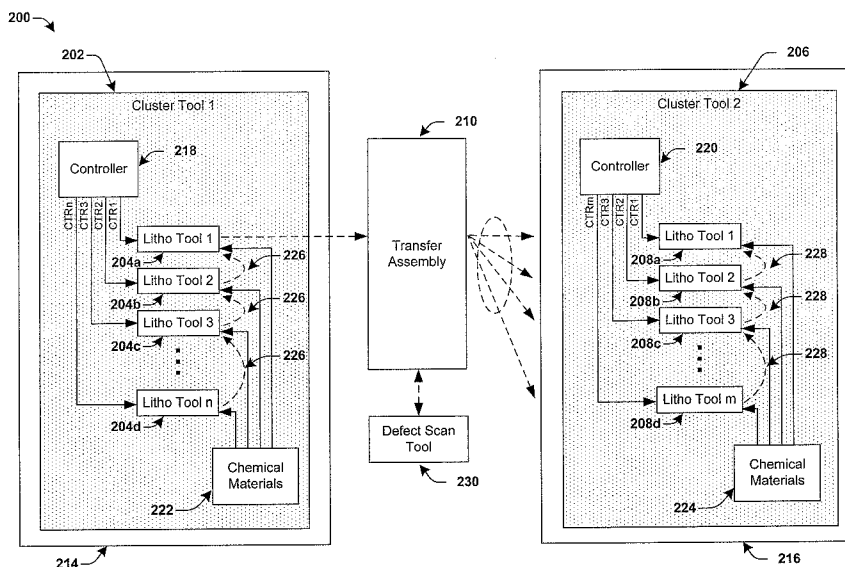 200
202
Cluster Tool 1
Controller
218
CTRn
CTR3
CTR2
CTR1
Litho Tool 1
204a
226
Litho Tool 2
204b
226
Litho Tool 3
204c
226
Litho Tool n
204d
Chemical
Materials
222
214
210
Transfer
Assembly
Defect Scan
Tool
230
206
Cluster Tool 2
Controller
220
CTRm
CTR3
CTR2
CTR1
Litho Tool 1
208a
228
Litho Tool 2
208b
228
Litho Tool 3
208c
228
Litho Tool m
208d
Chemical
Materials
224
216